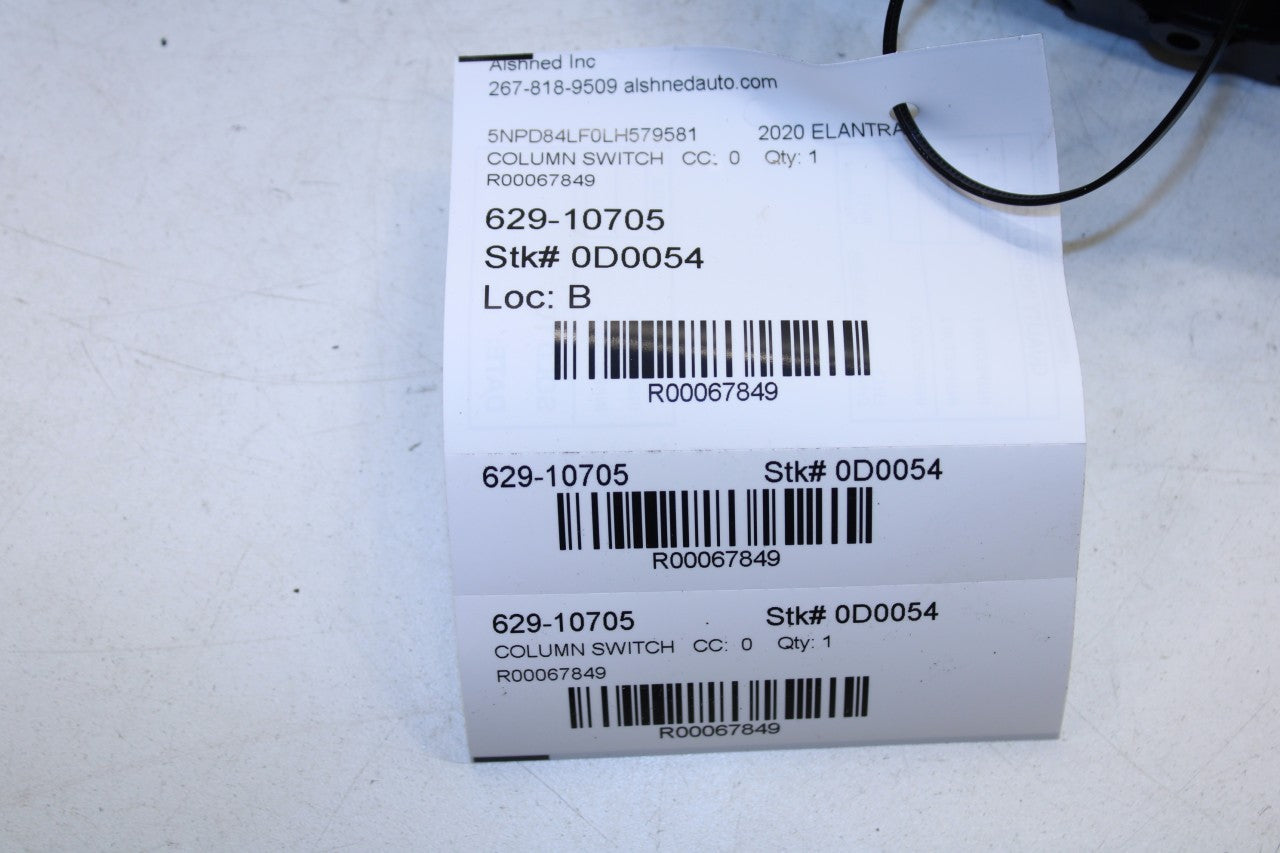 Alshned Inc
267-818-9509 alshnedauto.com
5NPD84LF0LH579581 2020 ELANTRA
COLUMN SWITCH CC: 0 Qty: 1
R00067849
629-10705
Stk# 0D0054
Loc: B
R00067849
629-10705 Stk# 0D0054
R00067849
629-10705 Stk# 0D0054
COLUMN SWITCH CC: 0 Qty: 1
R00067849
R00067849